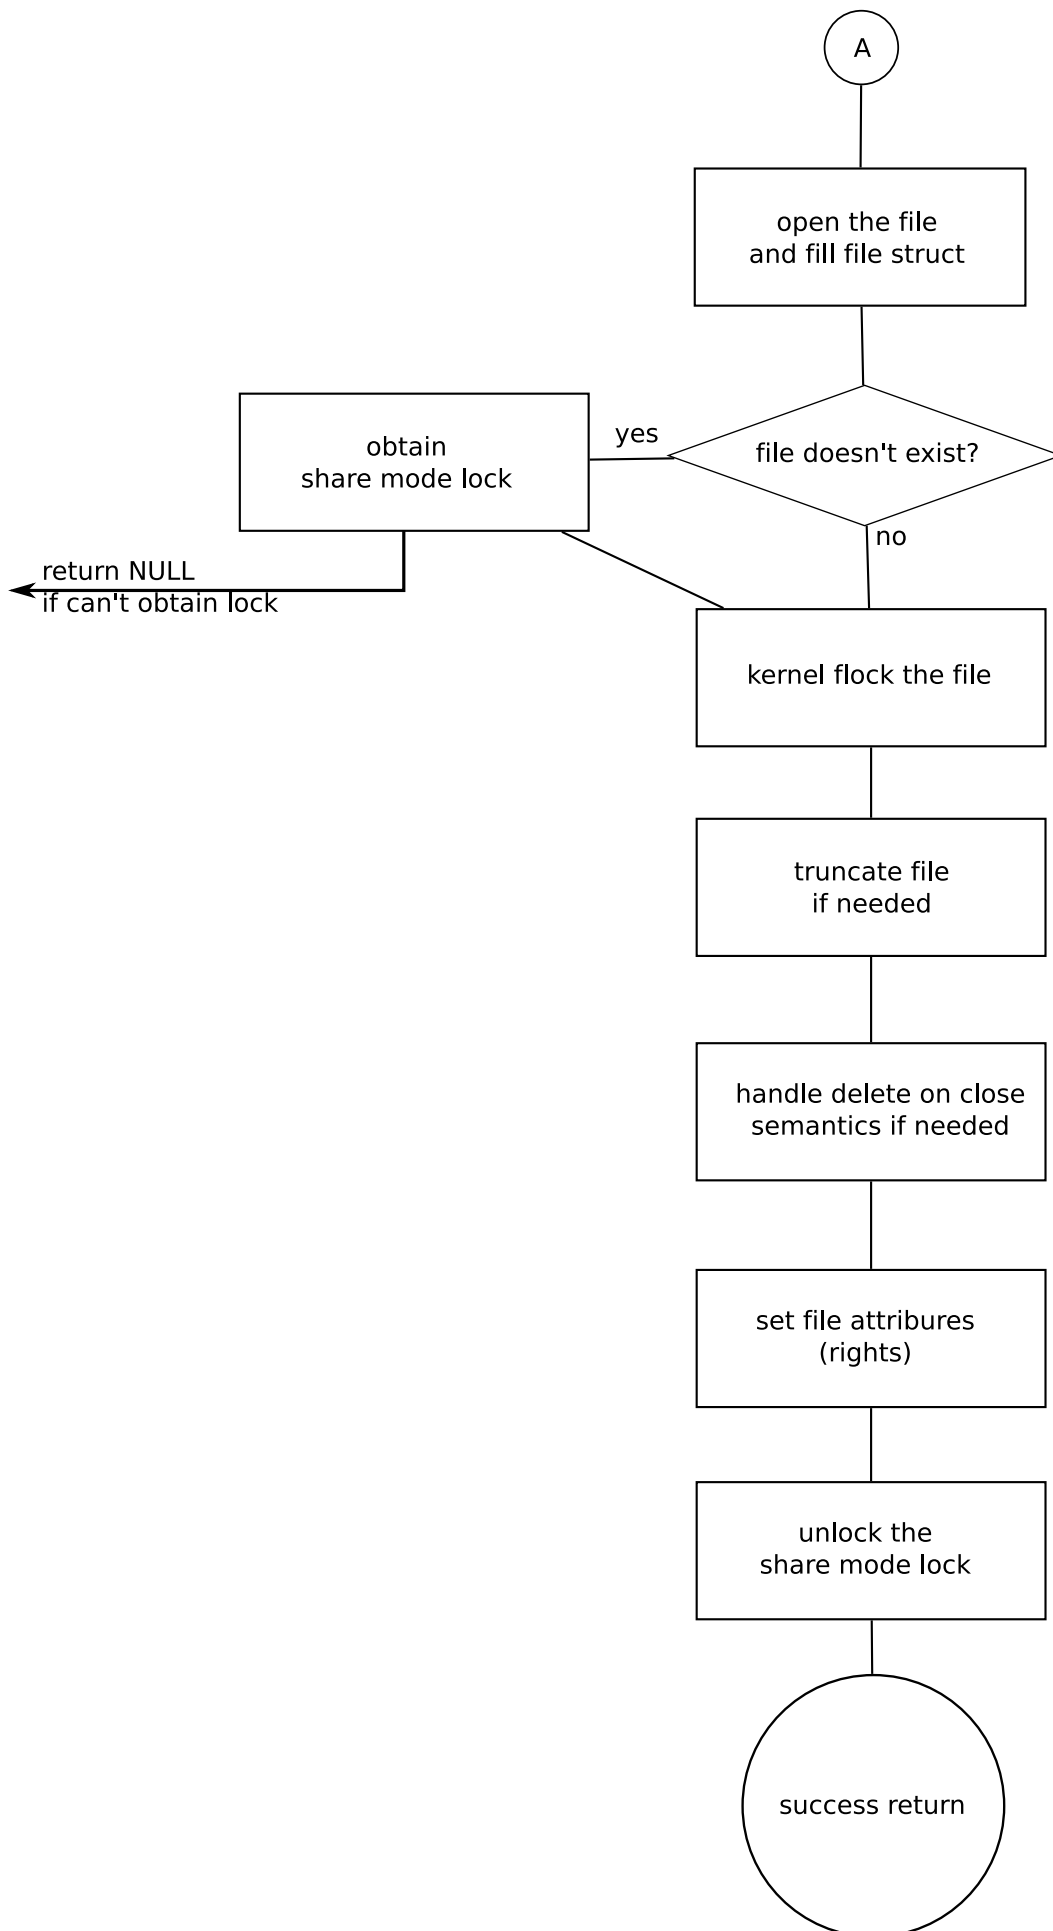 A
open the file
and fill file struct
file doesn't exist?
yes
obtain
share mode lock
no
return NULL
if can't obtain lock
kernel flock the file
truncate file
if needed
handle delete on close
semantics if needed
set file attribures
(rights)
unlock the
share mode lock
success return